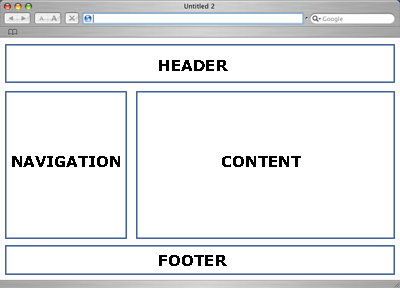 Untitled 2
A A
Google
HEADER
NAVIGATION
CONTENT
FOOTER